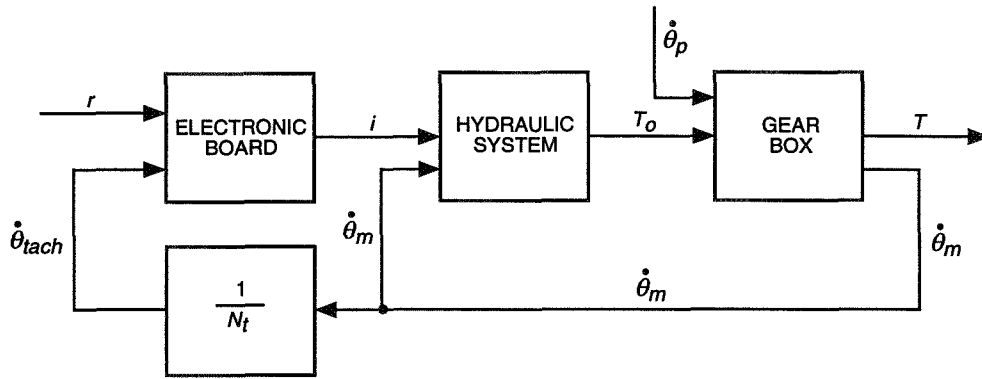 θ̇p
r
ELECTRONIC
BOARD
i
HYDRAULIC
SYSTEM
To
GEAR
BOX
T
θ̇tach
θ̇m
θ̇m
θ̇m
1
Nt